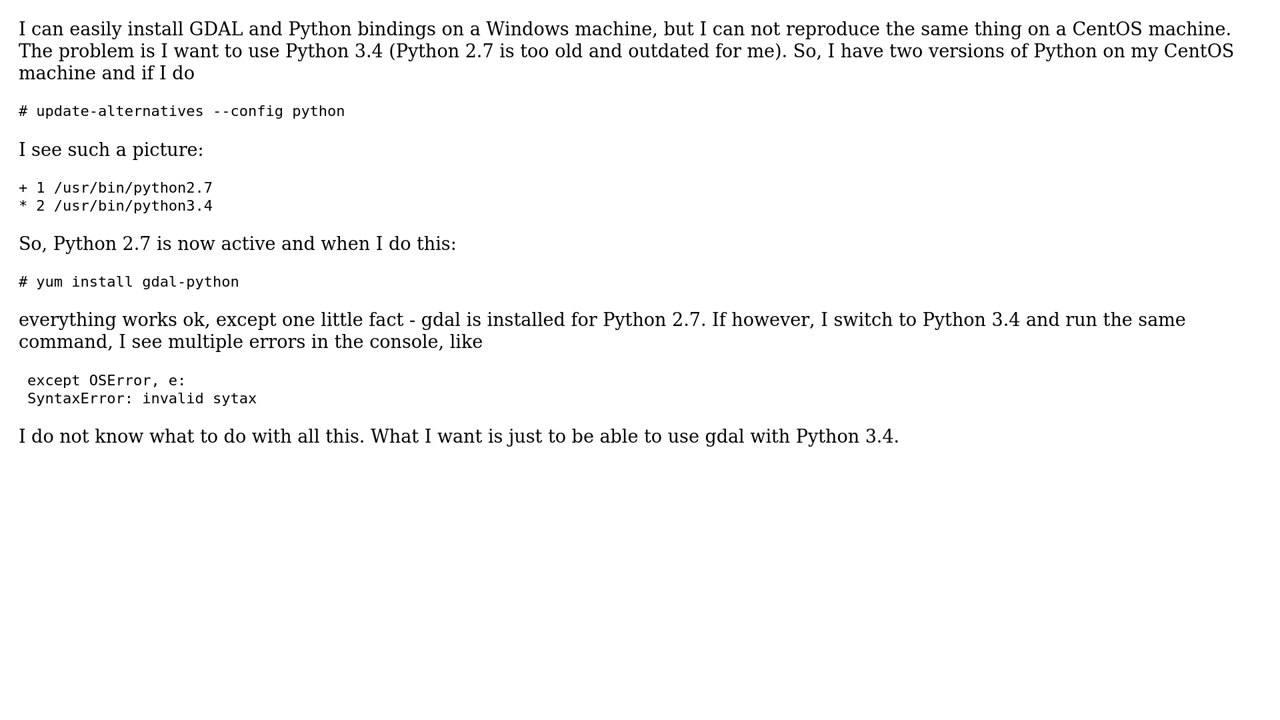 I can easily install GDAL and Python bindings on a Windows machine, but I can not reproduce the same thing on a CentOS machine.
The problem is I want to use Python 3.4 (Python 2.7 is too old and outdated for me). So, I have two versions of Python on my CentOS
machine and if I do
# update-alternatives --config python
I see such a picture:
+ 1 /usr/bin/python2.7
* 2 /usr/bin/python3.4
So, Python 2.7 is now active and when I do this:
# yum install gdal-python
everything works ok, except one little fact - gdal is installed for Python 2.7. If however, I switch to Python 3.4 and run the same
command, I see multiple errors in the console, like
except OSError, e:
SyntaxError: invalid sytax
I do not know what to do with all this. What I want is just to be able to use gdal with Python 3.4.